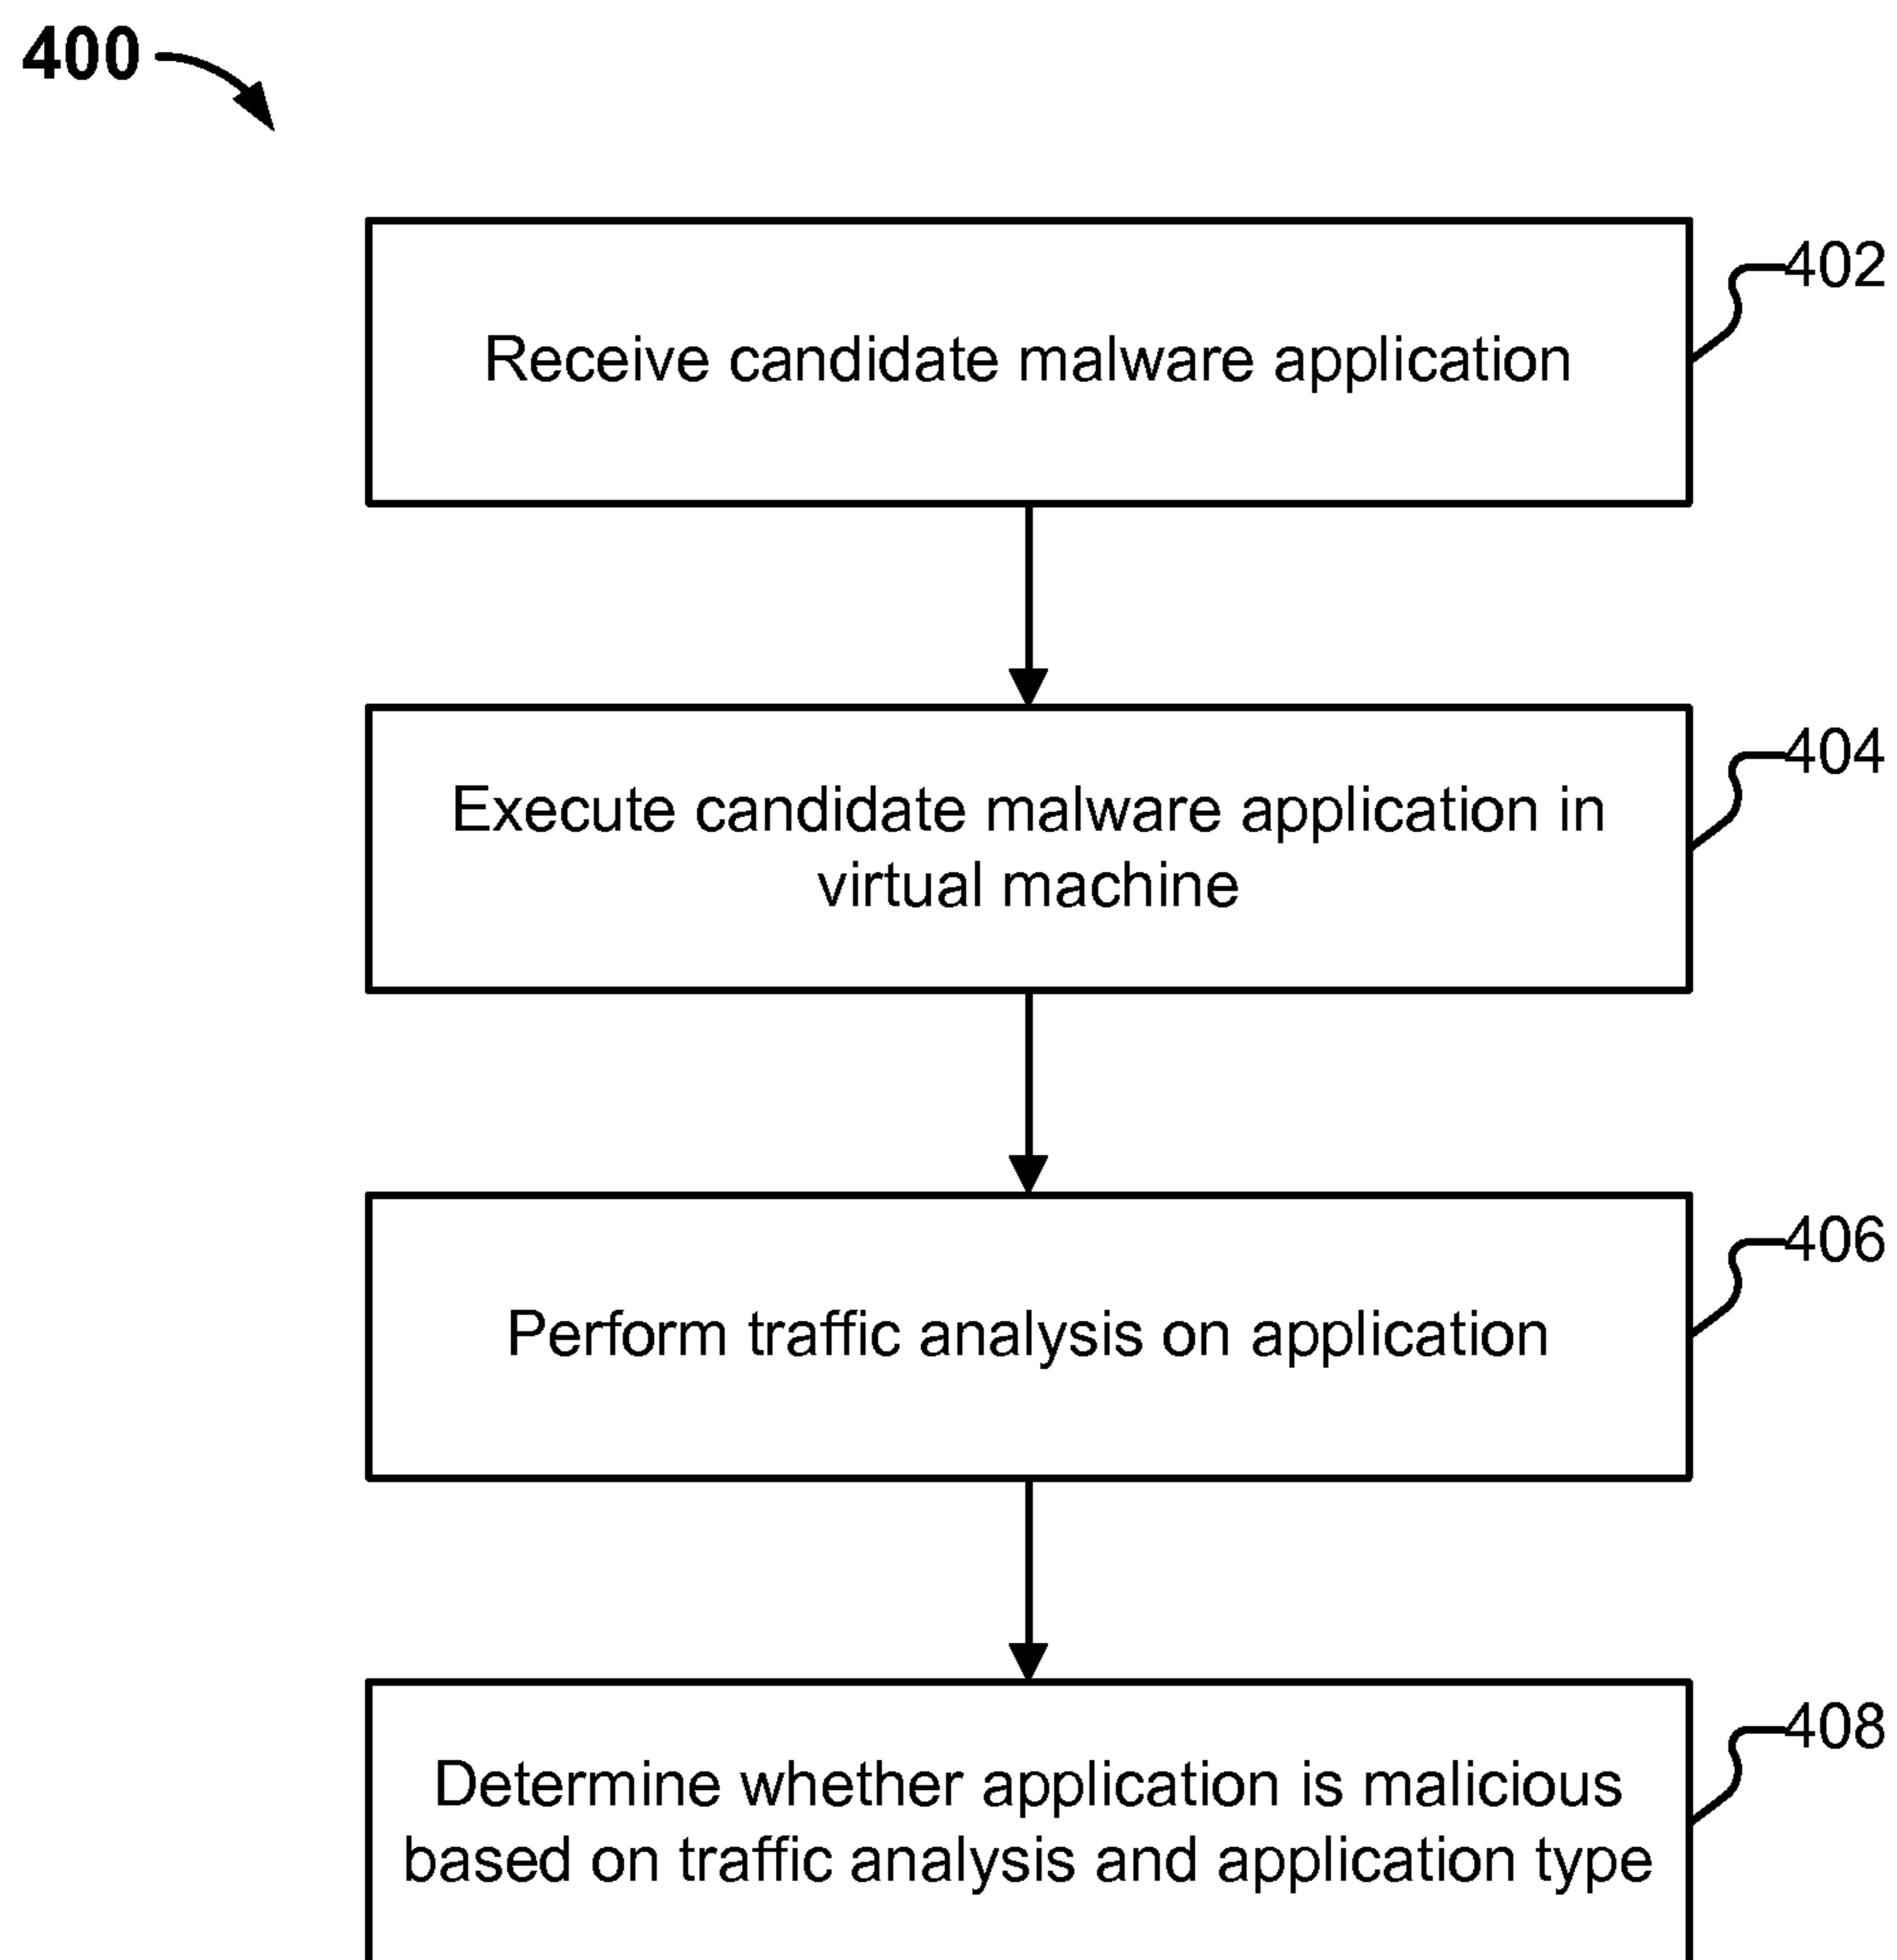 400
Receive candidate malware application
402
Execute candidate malware application in
virtual machine
404
Perform traffic analysis on application
406
Determine whether application is malicious
based on traffic analysis and application type
408